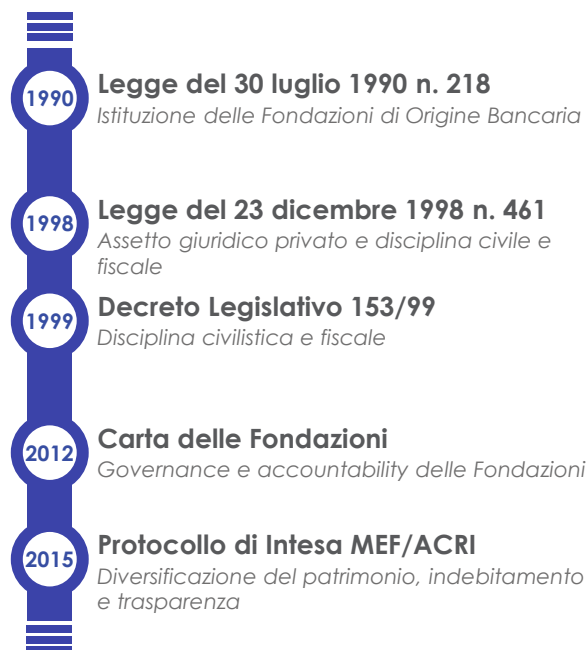 1990
Legge del 30 luglio 1990 n. 218
Istituzione delle Fondazioni di Origine Bancaria
1998
Legge del 23 dicembre 1998 n. 461
Assetto giuridico privato e disciplina civile e
fiscale
1999
Decreto Legislativo 153/99
Disciplina civilistica e fiscale
2012
Carta delle Fondazioni
Governance e accountability delle Fondazioni
2015
Protocollo di Intesa MEF/ACRI
Diversificazione del patrimonio, indebitamento
e trasparenza